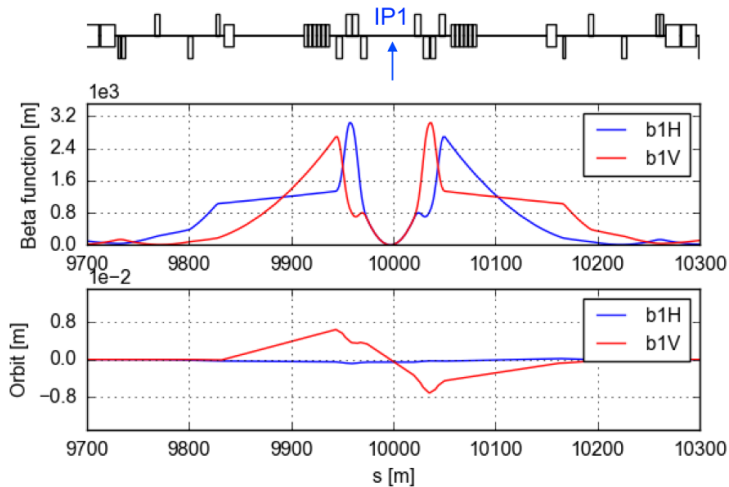 IP1
1e3
Beta function [m]
3.2
2.4
1.6
0.8
0.0
b1H
b1V
9700 9800 9900 10000 10100 10200 10300
1e−2
Orbit [m]
0.8
0.0
−0.8
b1H
b1V
9700 9800 9900 10000 10100 10200 10300
s [m]